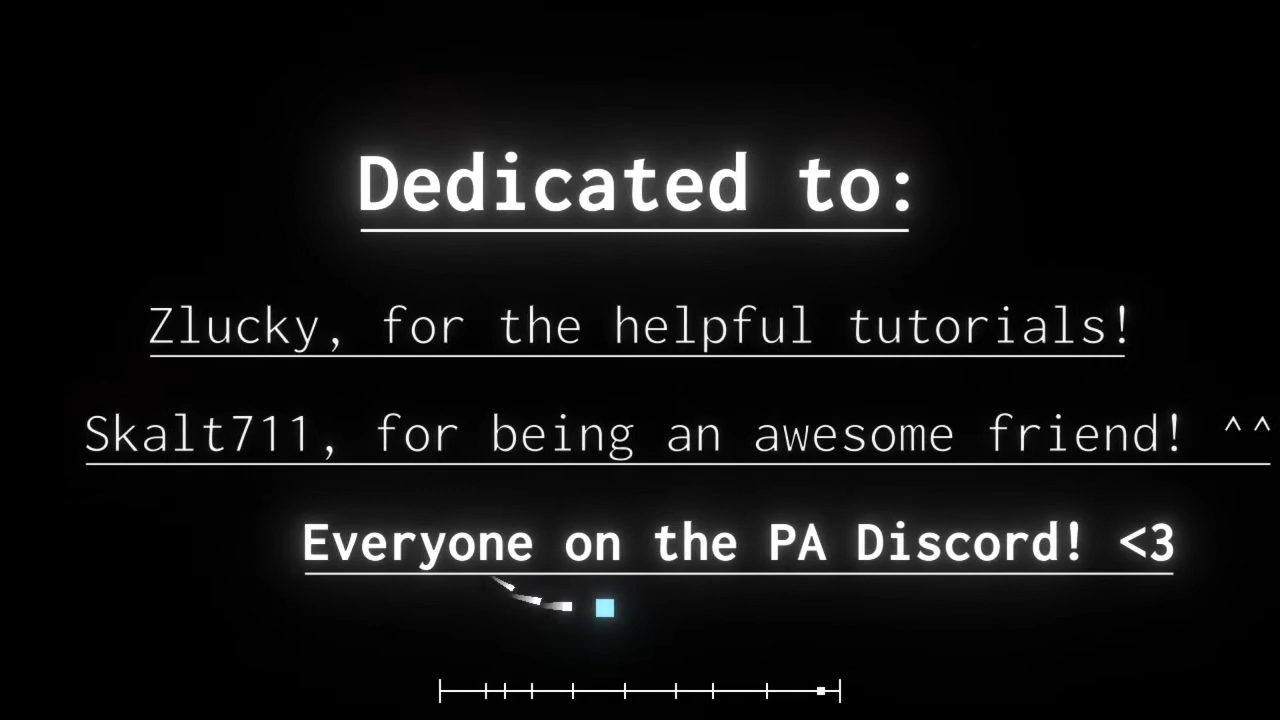 Dedicated to:
Zlucky, for the helpful tutorials!
Skalt711, for being an awesome friend! ^^
Everyone on the PA Discord! <3